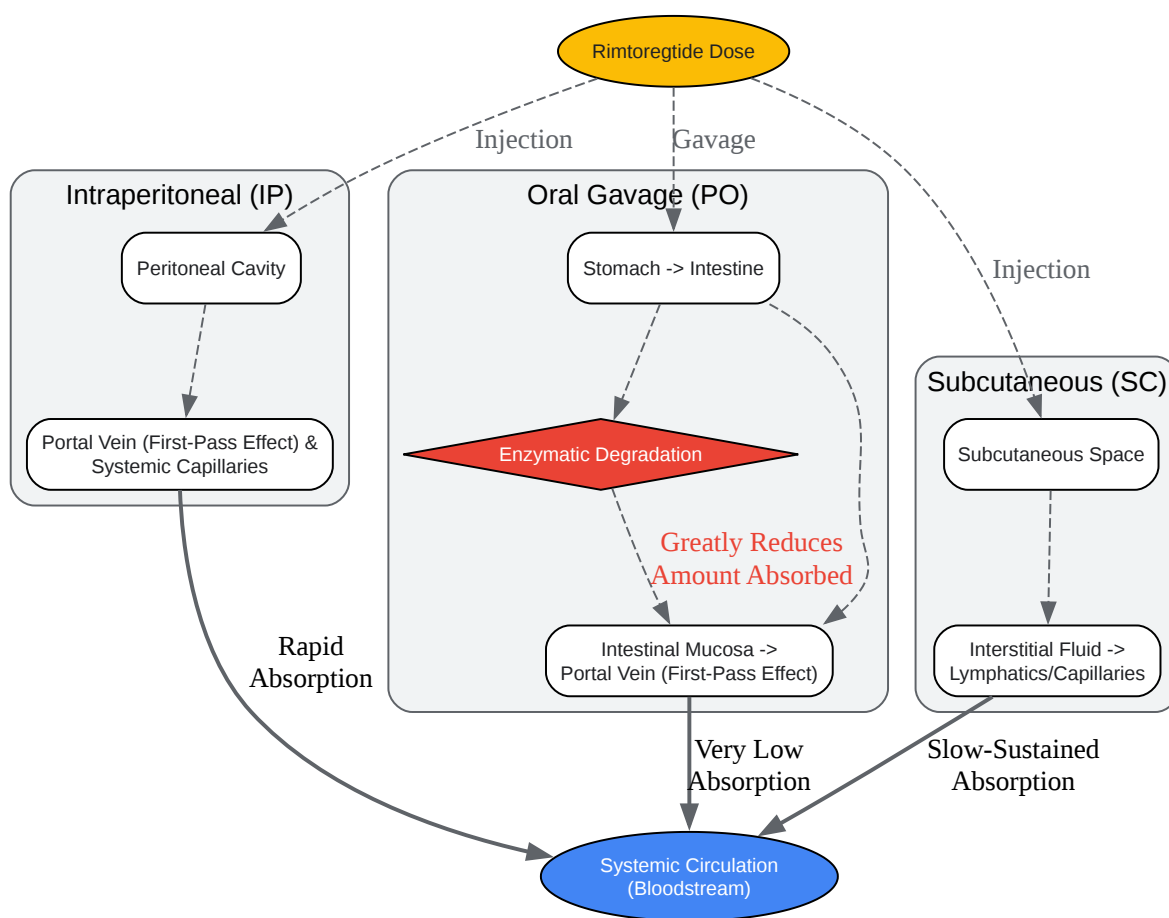 Rimtoregtide Dose
Injection
Gavage
Injection
Intraperitoneal (IP)
Peritoneal Cavity
Portal Vein (First-Pass Effect) &
Systemic Capillaries
Oral Gavage (PO)
Stomach -> Intestine
Enzymatic Degradation
Greatly Reduces
Amount Absorbed
Intestinal Mucosa ->
Portal Vein (First-Pass Effect)
Subcutaneous (SC)
Subcutaneous Space
Interstitial Fluid ->
Lymphatics/Capillaries
Rapid
Absorption
Very Low
Absorption
Slow-Sustained
Absorption
Systemic Circulation
(Bloodstream)